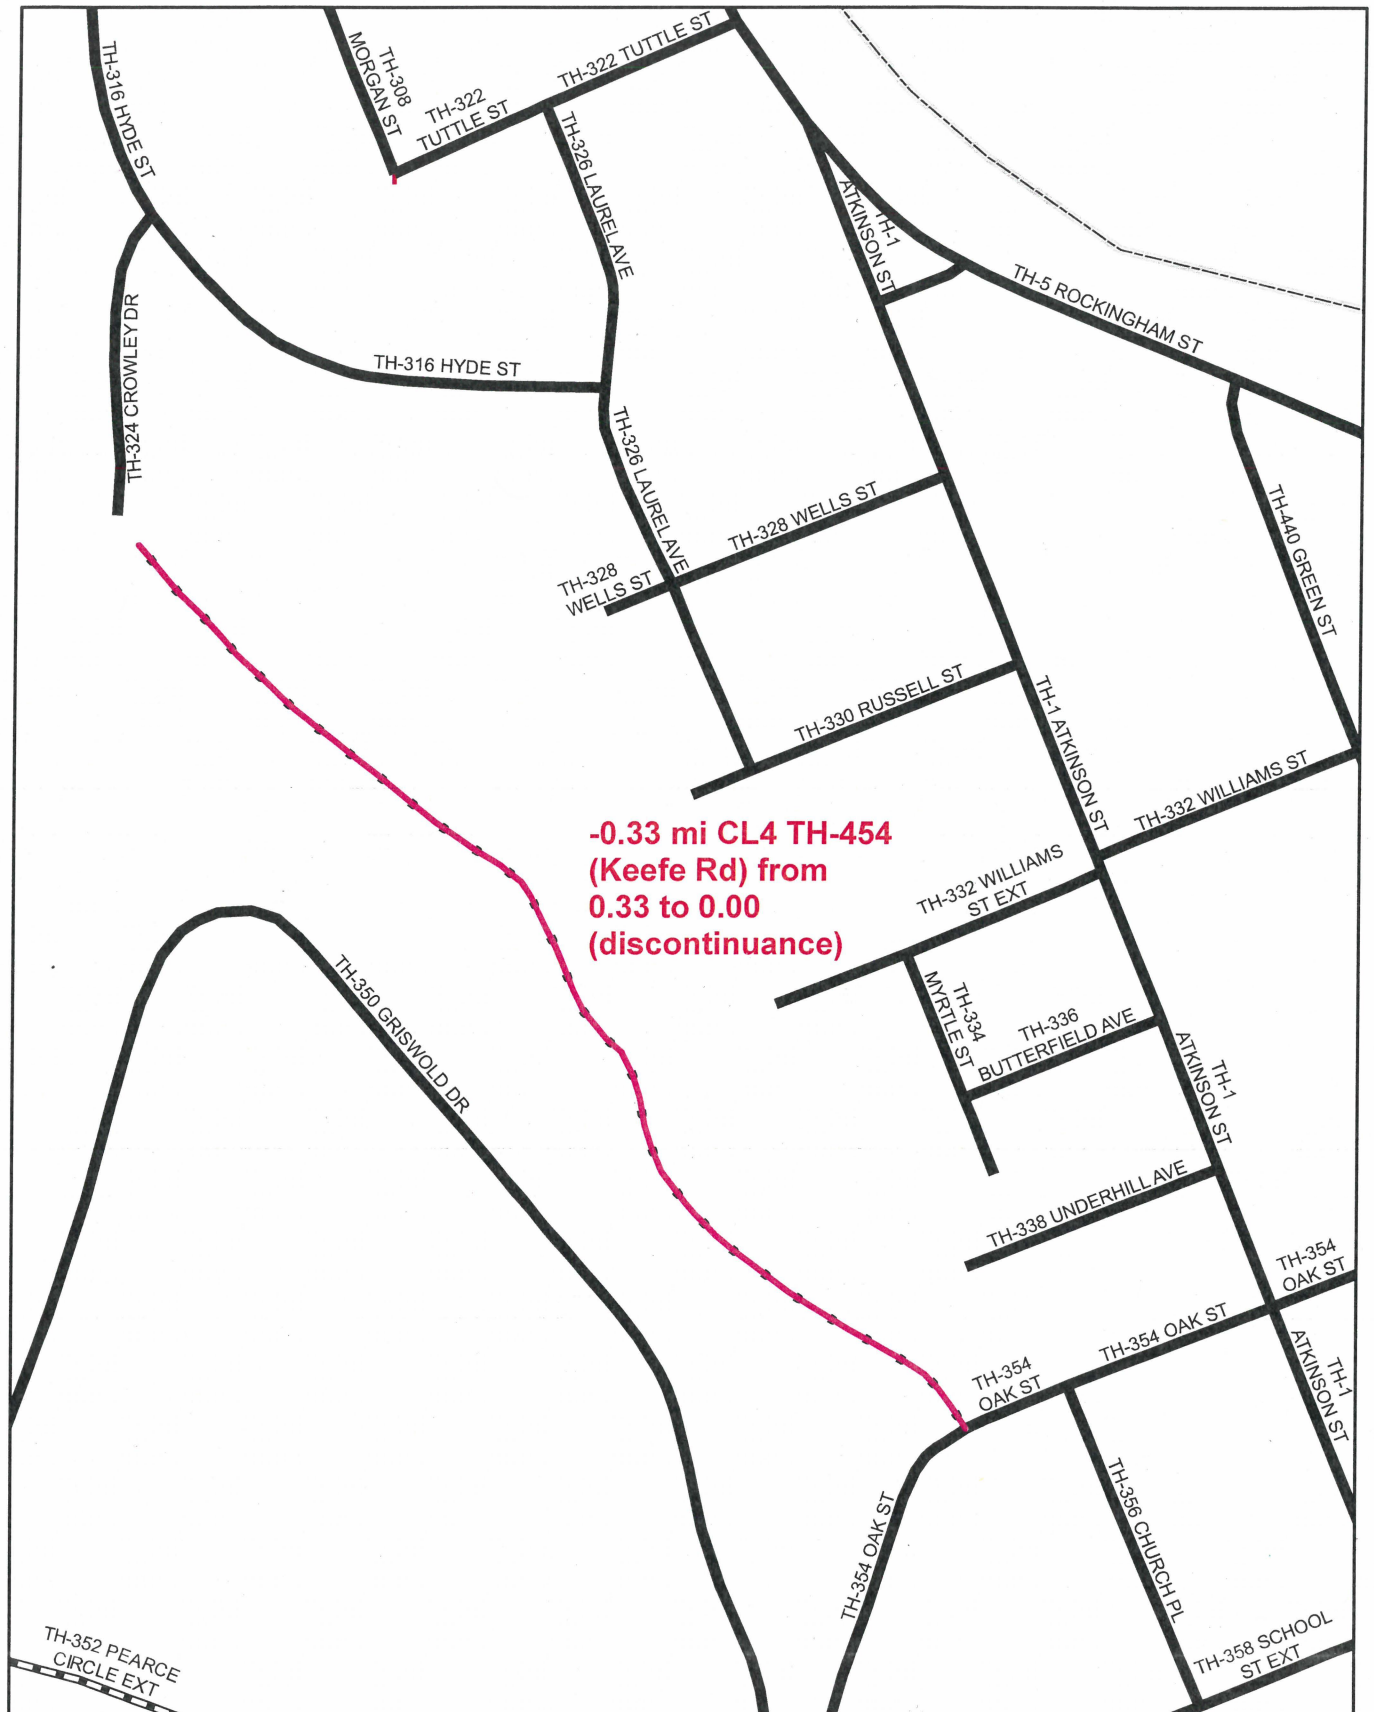 TH-316 HYDE ST
TH-308
MORGAN ST
TH-322
TUTTLE ST
TH-322 TUTTLE ST
TH-326 LAUREL AVE
TH-1
ATKINSON ST
TH-5 ROCKINGHAM ST
TH-324 CROWLEY DR
TH-316 HYDE ST
TH-326 LAUREL AVE
TH-328 WELLS ST
TH-328
WELLS ST
TH-440 GREEN ST
TH-330 RUSSELL ST
TH-1 ATKINSON ST
TH-332 WILLIAMS ST
-0.33 mi CL4 TH-454
(Keefe Rd) from
0.33 to 0.00
(discontinuance)
TH-332 WILLIAMS
ST EXT
TH-350 GRISWOLD DR
TH-334
MYRTLE ST
TH-336
BUTTERFIELD AVE
TH-1
ATKINSON ST
TH-338 UNDERHILL AVE
TH-354
OAK ST
TH-354 OAK ST
TH-354
OAK ST
TH-1
ATKINSON ST
TH-354 OAK ST
TH-356 CHURCH PL
TH-358 SCHOOL
ST EXT
TH-352 PEARCE
CIRCLE EXT